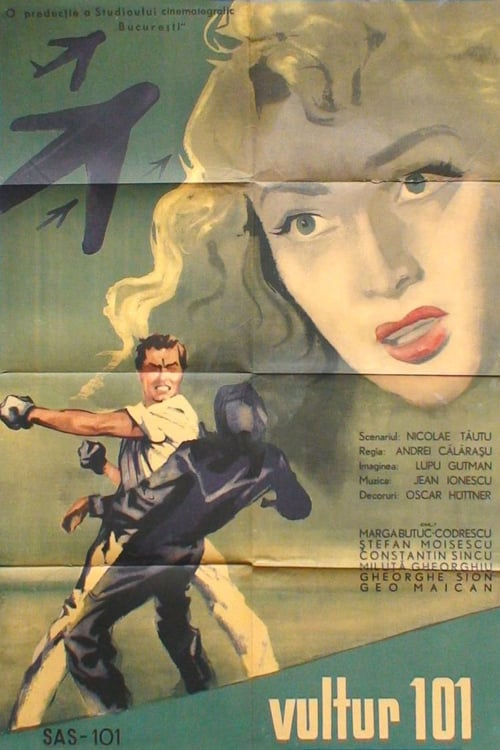 O producție a Studioului cinematografic
București"
Scenariul: NICOLAE TĂUTU
Regia: ANDREI CĂLĂRAȘU
Imaginea: LUPU GUTMAN
Muzica: JEAN IONESCU
Decoruri: OSCAR HÜTTNER
cu:
MARGA BUTUC-CODRESCU
ȘTEFAN MOISESCU
CONSTANTIN SINCU
MILUȚĂ GHEORGHIU
GHEORGHE SION
GEO MAICAN
SAS-101
vultur 101